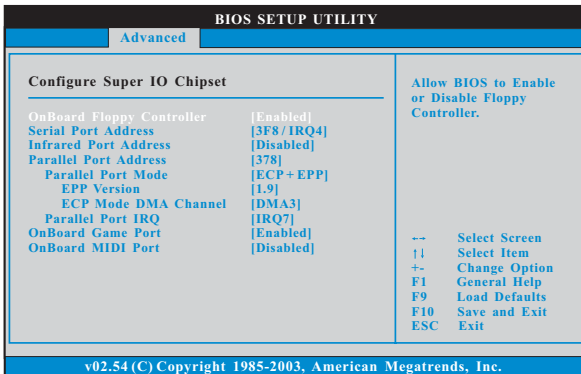 BIOS SETUP UTILITY
Advanced
Configure Super IO Chipset
OnBoard Floppy Controller [Enabled]
Serial Port Address [3F8 / IRQ4]
Infrared Port Address [Disabled]
Parallel Port Address [378]
Parallel Port Mode [ECP + EPP]
EPP Version [1.9]
ECP Mode DMA Channel [DMA3]
Parallel Port IRQ [IRQ7]
OnBoard Game Port [Enabled]
OnBoard MIDI Port [Disabled]
Allow BIOS to Enable
or Disable Floppy
Controller.
←→ Select Screen
↑↓ Select Item
+- Change Option
F1 General Help
F9 Load Defaults
F10 Save and Exit
ESC Exit
v02.54 (C) Copyright 1985-2003, American Megatrends, Inc.